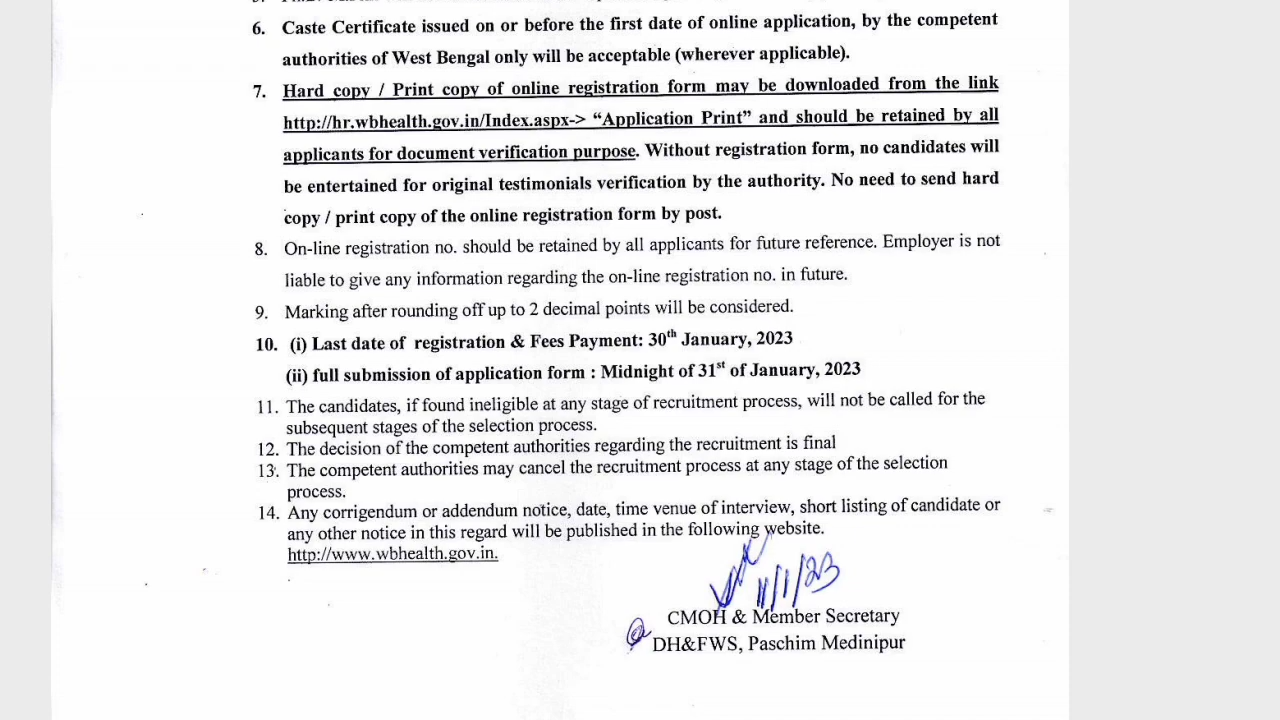 6. Caste Certificate issued on or before the first date of online application, by the competent
authorities of West Bengal only will be acceptable (wherever applicable).
7. Hard copy / Print copy of online registration form may be downloaded from the link
http://hr.wbhealth.gov.in/Index.aspx-> “Application Print” and should be retained by all
applicants for document verification purpose. Without registration form, no candidates will
be entertained for original testimonials verification by the authority. No need to send hard
copy / print copy of the online registration form by post.
8. On-line registration no. should be retained by all applicants for future reference. Employer is not
liable to give any information regarding the on-line registration no. in future.
9. Marking after rounding off up to 2 decimal points will be considered.
10. (i) Last date of registration & Fees Payment: 30th January, 2023
(ii) full submission of application form : Midnight of 31st of January, 2023
11. The candidates, if found ineligible at any stage of recruitment process, will not be called for the
subsequent stages of the selection process.
12. The decision of the competent authorities regarding the recruitment is final
13. The competent authorities may cancel the recruitment process at any stage of the selection
process.
14. Any corrigendum or addendum notice, date, time venue of interview, short listing of candidate or
any other notice in this regard will be published in the following website.
http://www.wbhealth.gov.in.
11/1/23
CMOH & Member Secretary
DH&FWS, Paschim Medinipur